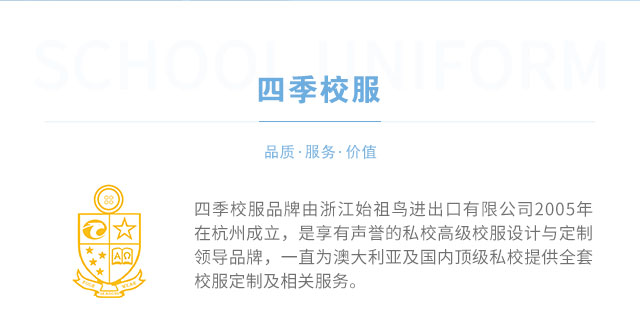 SCHOOL UNIFORM
四季校服
品质·服务·价值
四季校服品牌由浙江始祖鸟进出口有限公司2005年
在杭州成立，是享有声誉的私校高级校服设计与定制
领导品牌，一直为澳大利亚及国内顶级私校提供全套
校服定制及相关服务。